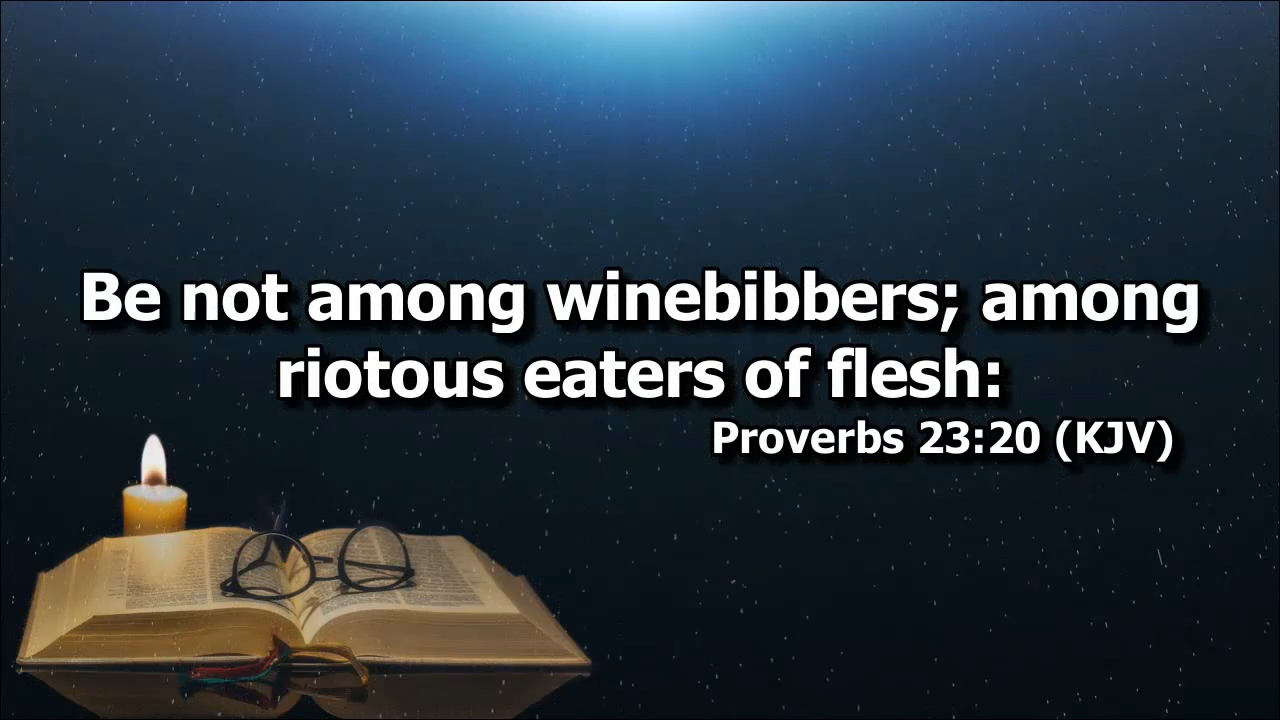 Be not among winebibbers; among
riotous eaters of flesh:
Proverbs 23:20 (KJV)